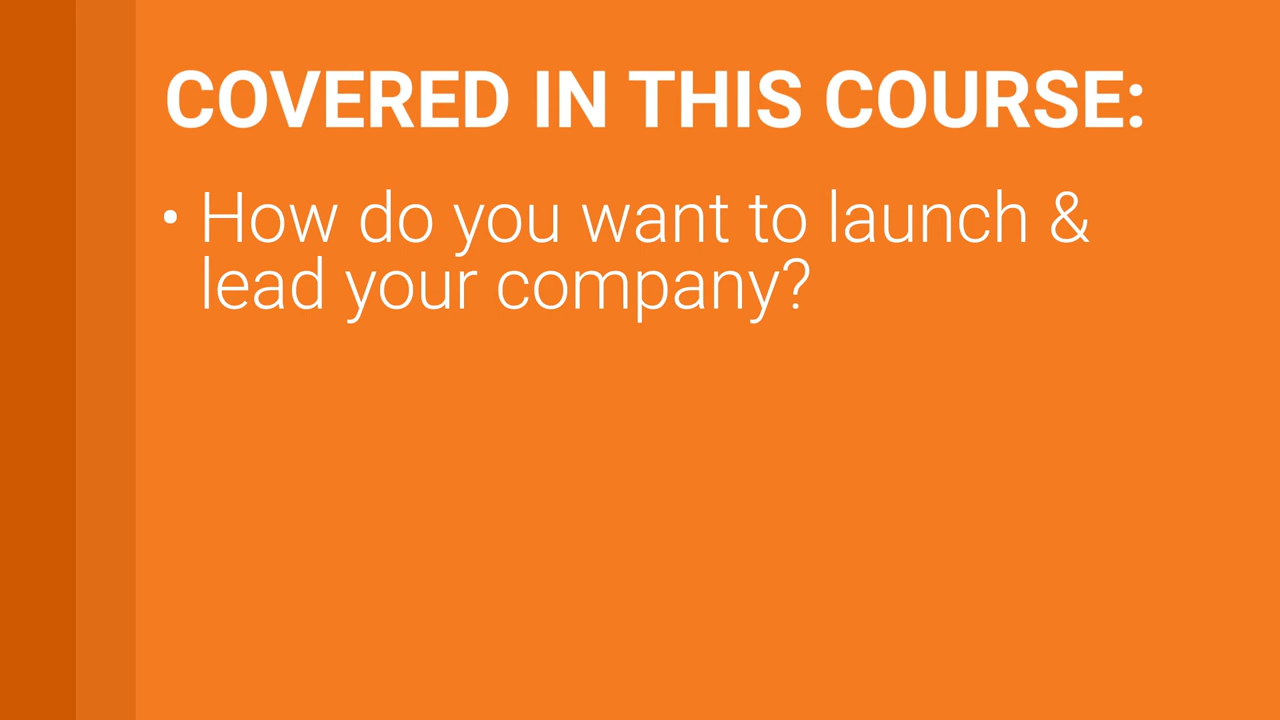 COVERED IN THIS COURSE:
• How do you want to launch &
lead your company?